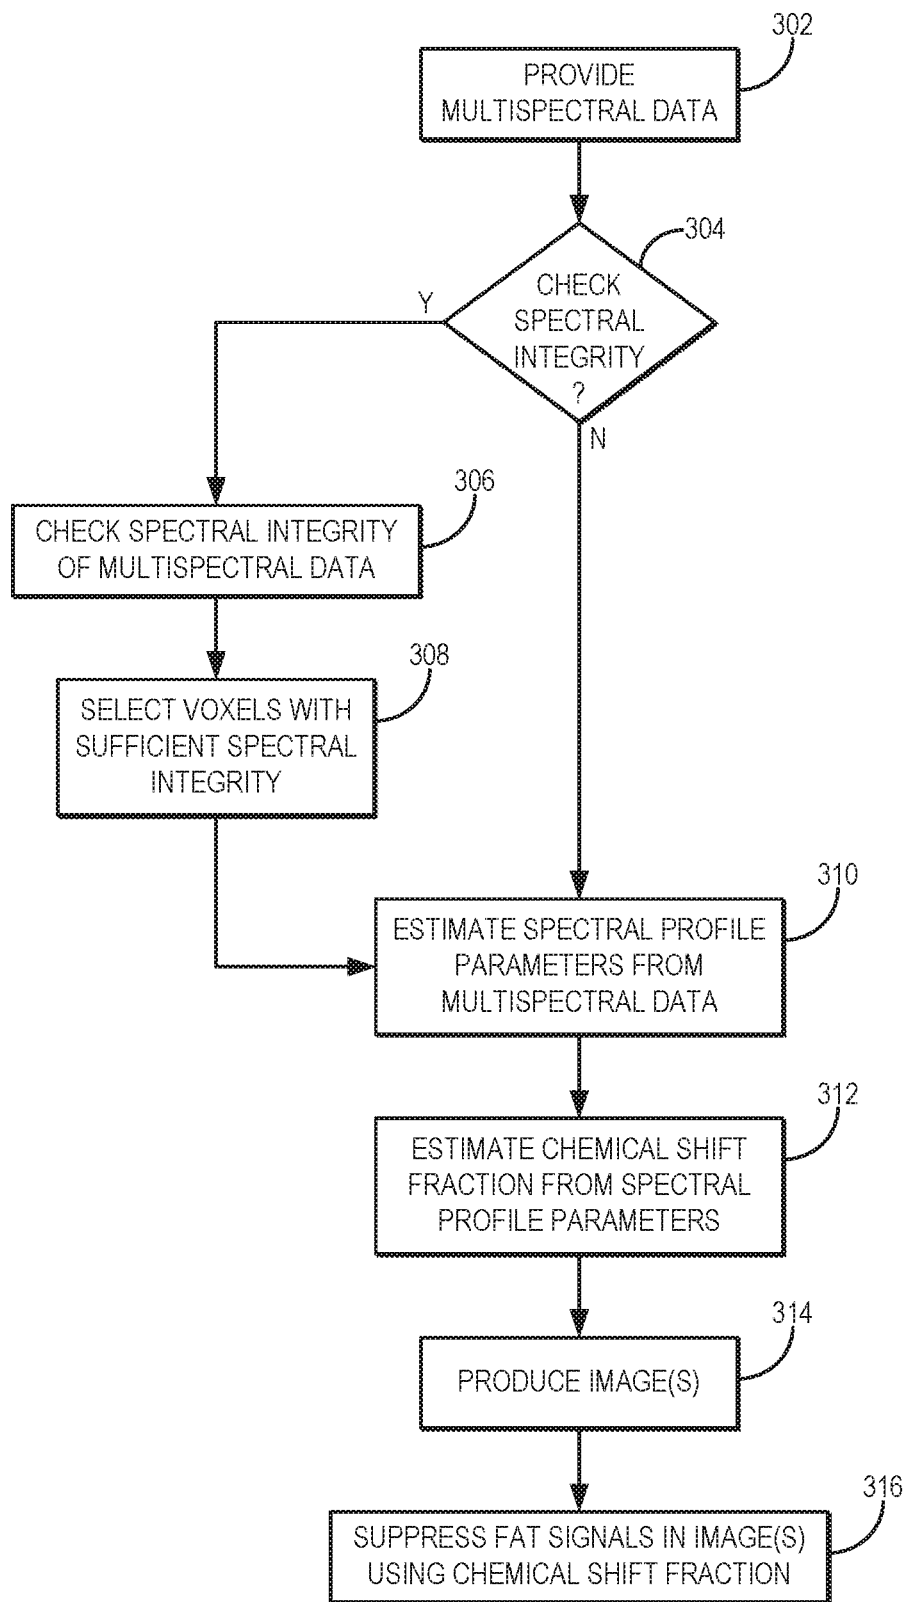 302
PROVIDE
MULTISPECTRAL DATA
304
CHECK
SPECTRAL
INTEGRITY
?
Y
N
306
CHECK SPECTRAL INTEGRITY
OF MULTISPECTRAL DATA
308
SELECT VOXELS WITH
SUFFICIENT SPECTRAL
INTEGRITY
310
ESTIMATE SPECTRAL PROFILE
PARAMETERS FROM
MULTISPECTRAL DATA
312
ESTIMATE CHEMICAL SHIFT
FRACTION FROM SPECTRAL
PROFILE PARAMETERS
314
PRODUCE IMAGE(S)
316
SUPPRESS FAT SIGNALS IN IMAGE(S)
USING CHEMICAL SHIFT FRACTION